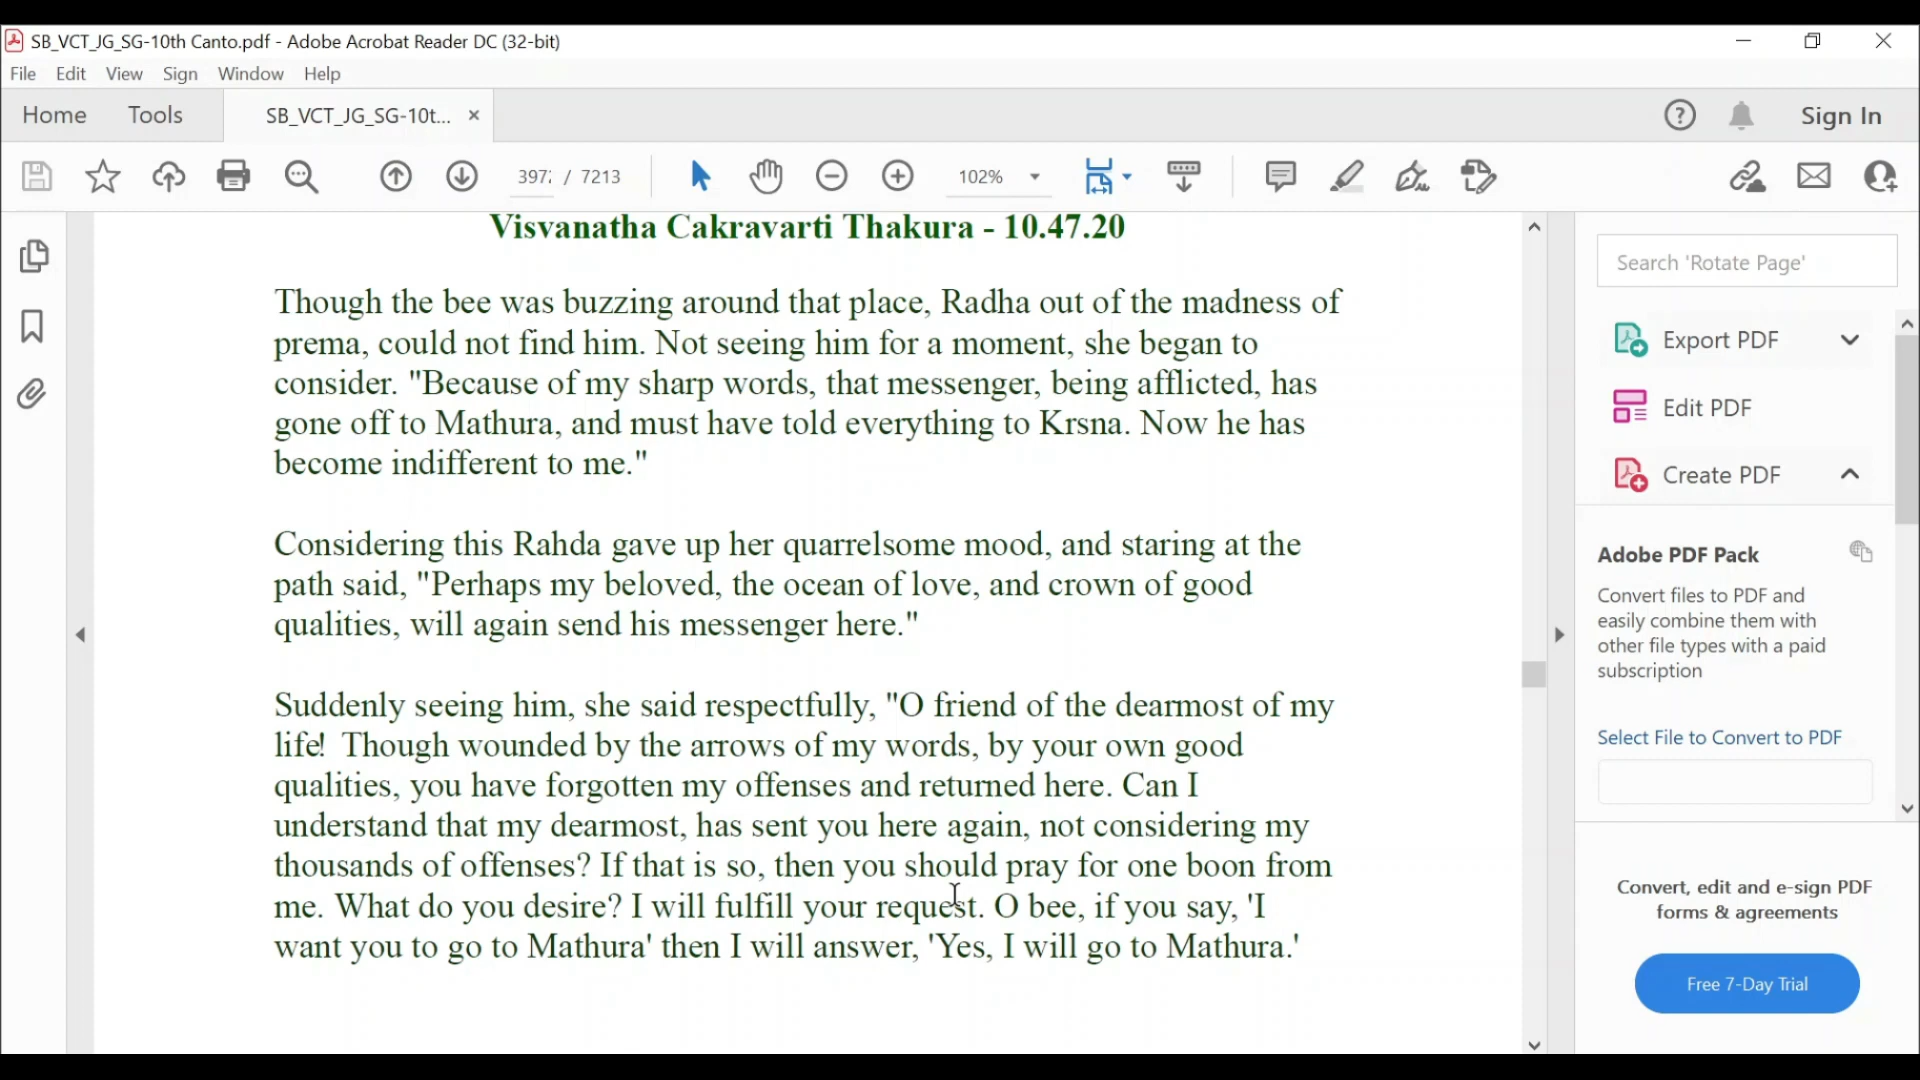 SB_VCT_JG_SG-10th Canto.pdf - Adobe Acrobat Reader DC (32-bit)
File Edit View Sign Window Help
Home Tools SB_VCT_JG_SG-10t... × Sign In
397 / 7213 102%
Visvanatha Cakravarti Thakura - 10.47.20
Though the bee was buzzing around that place, Radha out of the madness of
prema, could not find him. Not seeing him for a moment, she began to
consider. "Because of my sharp words, that messenger, being afflicted, has
gone off to Mathura, and must have told everything to Krsna. Now he has
become indifferent to me."
Considering this Rahda gave up her quarrelsome mood, and staring at the
path said, "Perhaps my beloved, the ocean of love, and crown of good
qualities, will again send his messenger here."
Suddenly seeing him, she said respectfully, "O friend of the dearmost of my
life! Though wounded by the arrows of my words, by your own good
qualities, you have forgotten my offenses and returned here. Can I
understand that my dearmost, has sent you here again, not considering my
thousands of offenses? If that is so, then you should pray for one boon from
me. What do you desire? I will fulfill your request. O bee, if you say, 'I
want you to go to Mathura' then I will answer, 'Yes, I will go to Mathura.'
Search 'Rotate Page'
Export PDF
Edit PDF
Create PDF
Adobe PDF Pack
Convert files to PDF and
easily combine them with
other file types with a paid
subscription
Select File to Convert to PDF
Convert, edit and e-sign PDF
forms & agreements
Free 7-Day Trial